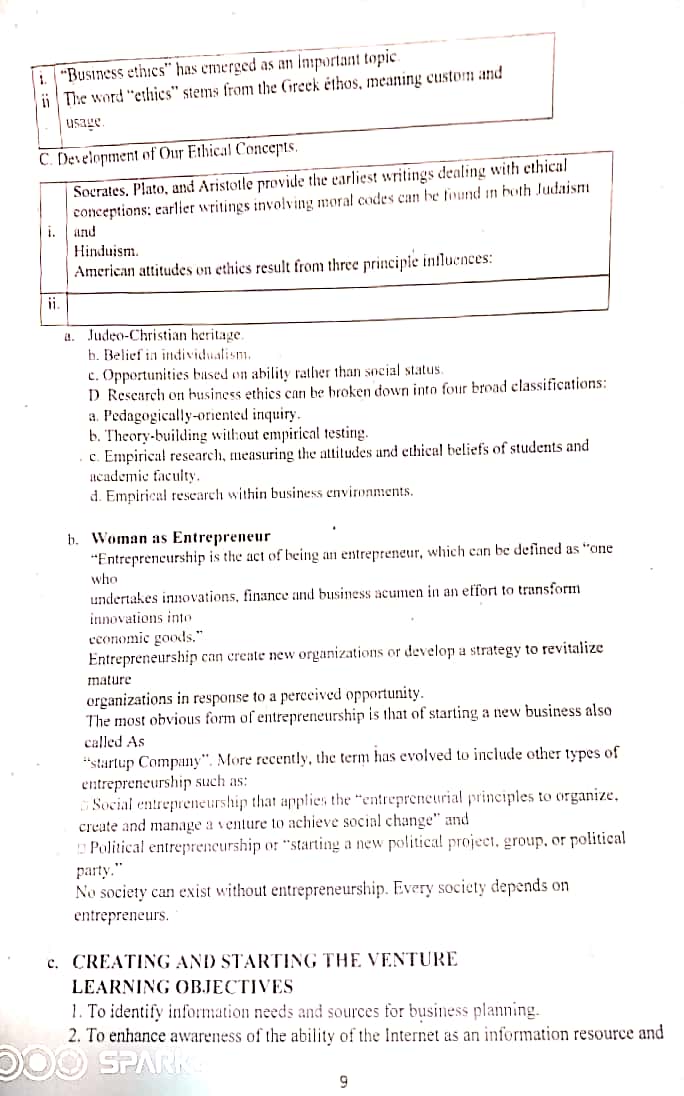 i. "Business ethics" has emerged as an important topic.
ii The word "ethics" stems from the Greek êthos, meaning custom and
usage.
C. Development of Our Ethical Concepts.
Socrates, Plato, and Aristotle provide the earliest writings dealing with ethical
conceptions; earlier writings involving moral codes can be found in both Judaism
i. and
Hinduism.
American attitudes on ethics result from three principle influences:
ii.
a. Judeo-Christian heritage.
b. Belief in individualism.
c. Opportunities based on ability rather than social status.
D Research on business ethics can be broken down into four broad classifications:
a. Pedagogically-oriented inquiry.
b. Theory-building without empirical testing.
c. Empirical research, measuring the attitudes and ethical beliefs of students and
academic faculty.
d. Empirical research within business environments.
b. Woman as Entrepreneur
"Entrepreneurship is the act of being an entrepreneur, which can be defined as "one
who
undertakes innovations, finance and business acumen in an effort to transform
innovations into
economic goods."
Entrepreneurship can create new organizations or develop a strategy to revitalize
mature
organizations in response to a perceived opportunity.
The most obvious form of entrepreneurship is that of starting a new business also
called As
"startup Company". More recently, the term has evolved to include other types of
entrepreneurship such as:
Social entrepreneurship that applies the "entrepreneurial principles to organize,
create and manage a venture to achieve social change" and
Political entrepreneurship or "starting a new political project, group, or political
party."
No society can exist without entrepreneurship. Every society depends on
entrepreneurs.
c. CREATING AND STARTING THE VENTURE
LEARNING OBJECTIVES
1. To identify information needs and sources for business planning.
2. To enhance awareness of the ability of the Internet as an information resource and
SPARK
9